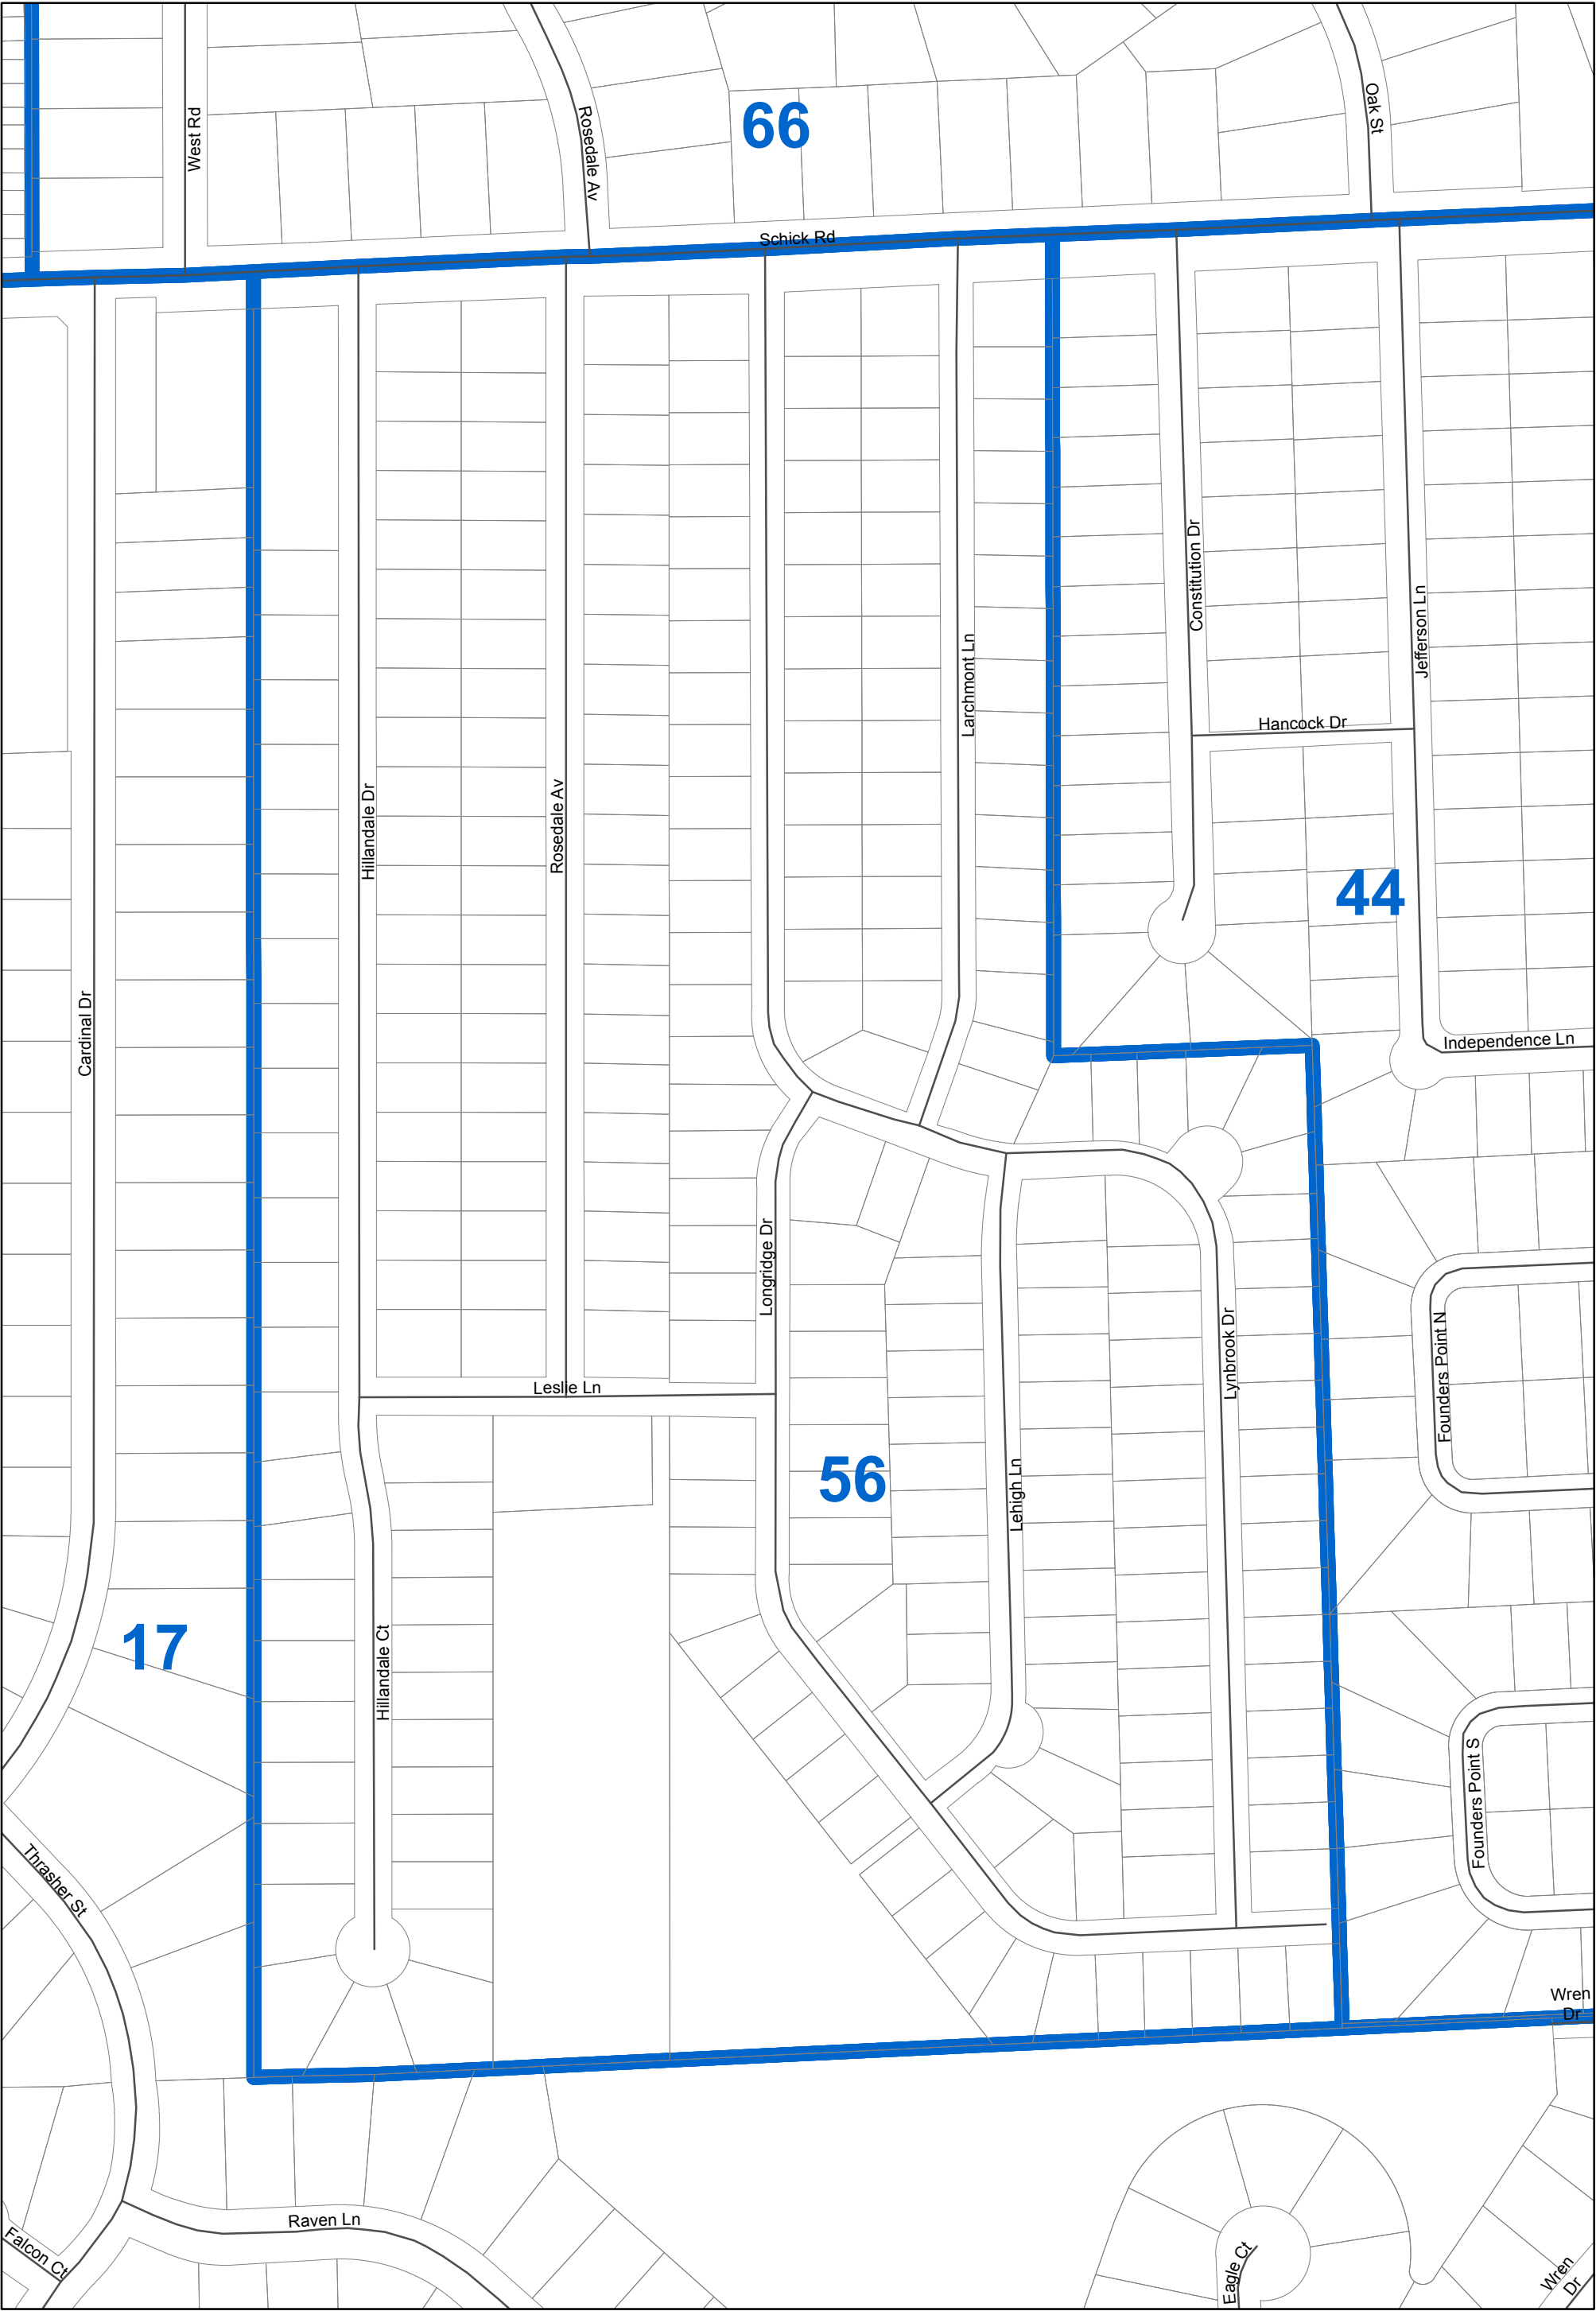 66
West Rd
Rosedale Av
Oak St
Schick Rd
Constitution Dr
Jefferson Ln
Larchmont Ln
Hancock Dr
Hillandale Dr
Rosedale Av
44
Cardinal Dr
Independence Ln
Longridge Dr
Lynbrook Dr
Founders Point N
Leslie Ln
56
Lehigh Ln
17
Hillandale Ct
Founders Point S
Thrasher St
Wren
Dr
Raven Ln
Falcon Ct
Eagle Ct
Wren
Dr